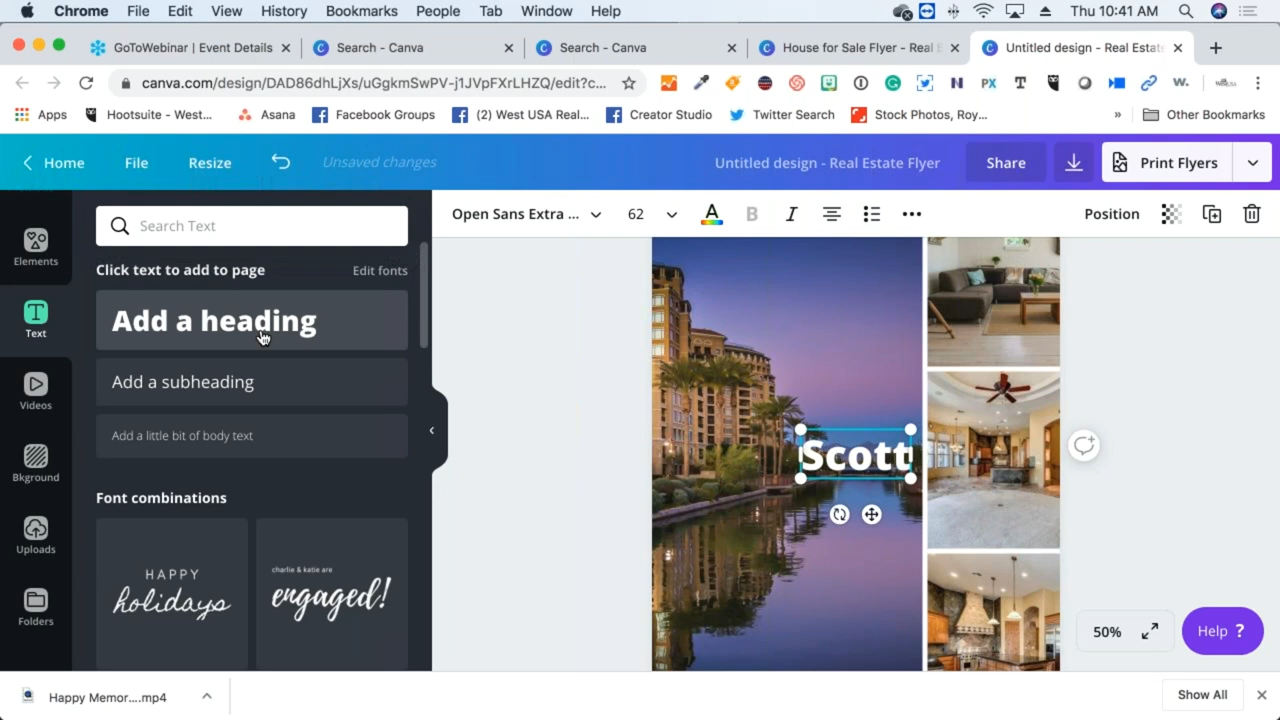 Chrome File Edit View History Bookmarks People Tab Window Help Thu 10:41 AM
GoToWebinar | Event Details Search - Canva Search - Canva House for Sale Flyer - Real E Untitled design - Real Estate
canva.com/design/DAD86dhLjXs/uGgkmSwPV-j1JVpFXrLHZQ/edit?c...
Apps Hootsuite - West... Asana Facebook Groups (2) West USA Real... Creator Studio Twitter Search Stock Photos, Roy... » Other Bookmarks
Home File Resize Unsaved changes Untitled design - Real Estate Flyer Share Print Flyers
Open Sans Extra ... 62 A B I Position
Search Text
Elements
Click text to add to page Edit fonts
Add a heading
Text
Add a subheading
Videos
Add a little bit of body text
Scott
Bkground
Font combinations
Uploads
HAPPY
holidays
charlie & katie are
engaged!
Folders
50% Help ?
Happy Memor....mp4 Show All